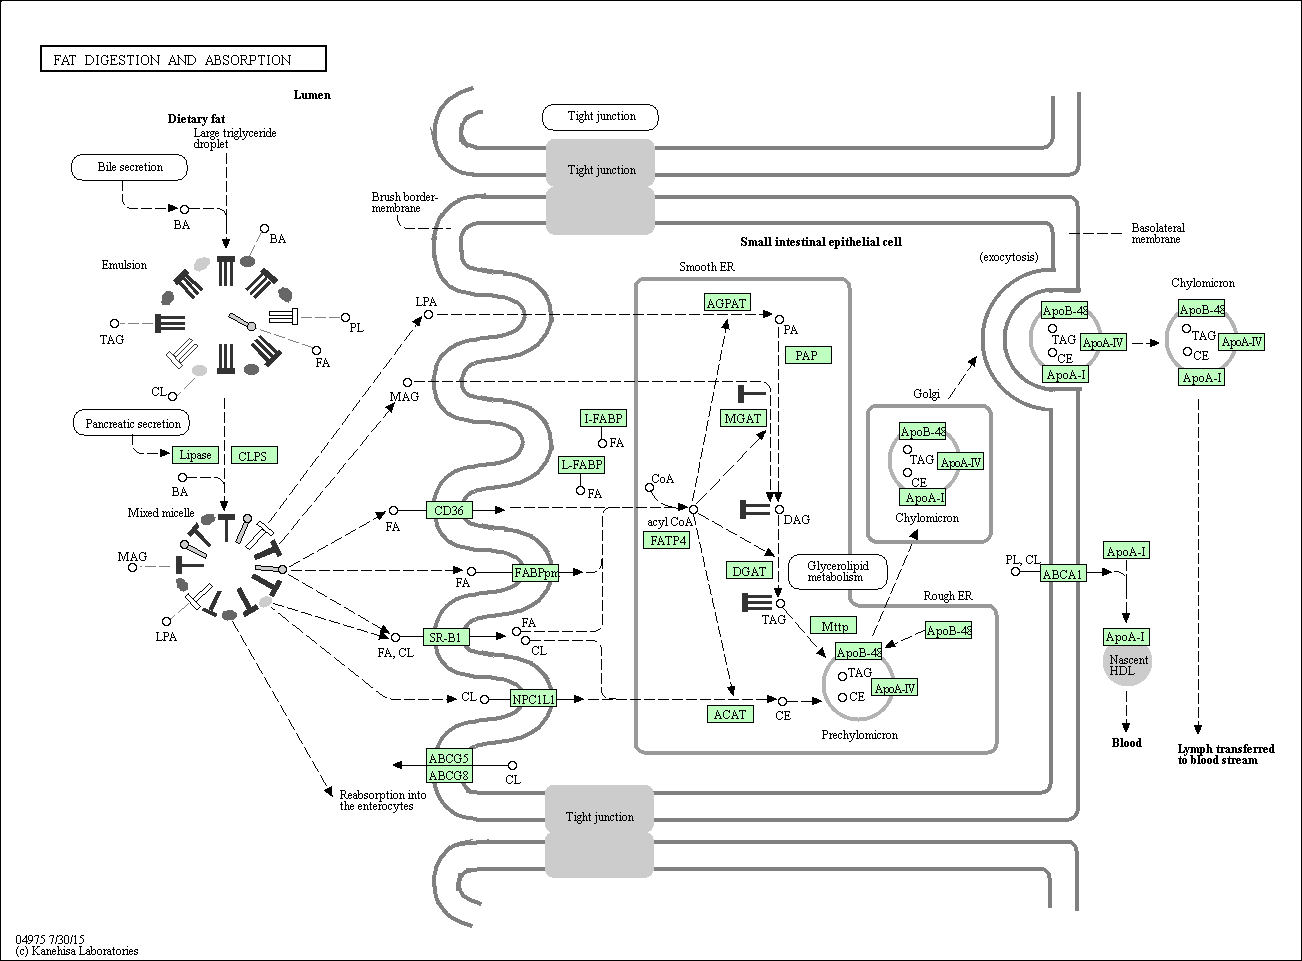 FAT DIGESTION AND ABSORPTION
Lumen
Dietary fat
Large triglyceride
droplet
Bile secretion
BA
BA
Emulsion
TAG
PL
FA
CL
Pancreatic secretion
Lipase
CLPS
BA
Mixed micelle
MAG
LPA
Brush border-
membrane
LPA
MAG
FA
CD36
FA
FABPpm
FA, CL
SR-B1
FA
CL
CL
NPC1L1
ABCG5
ABCG8
CL
Reabsorption into
the enterocytes
Tight junction
Tight junction
Small intestinal epithelial cell
Smooth ER
AGPAT
PA
PAP
MGAT
I-FABP
FA
L-FABP
FA
CoA
acyl CoA
FATP4
DAG
DGAT
Glycerolipid
metabolism
TAG
ACAT
CE
Rough ER
Mttp
ApoB-48
ApoB-48
TAG
ApoA-IV
CE
Prechylomicron
Golgi
ApoB-48
TAG
ApoA-IV
CE
ApoA-I
Chylomicron
(exocytosis)
Basolateral
membrane
ApoB-48
TAG
ApoA-IV
CE
ApoA-I
Chylomicron
ApoB-48
TAG
ApoA-IV
CE
ApoA-I
PL, CL
ABCA1
ApoA-I
ApoA-I
Nascent
HDL
Blood
Lymph transferred
to blood stream
Tight junction
04975 7/30/15
(c) Kanehisa Laboratories